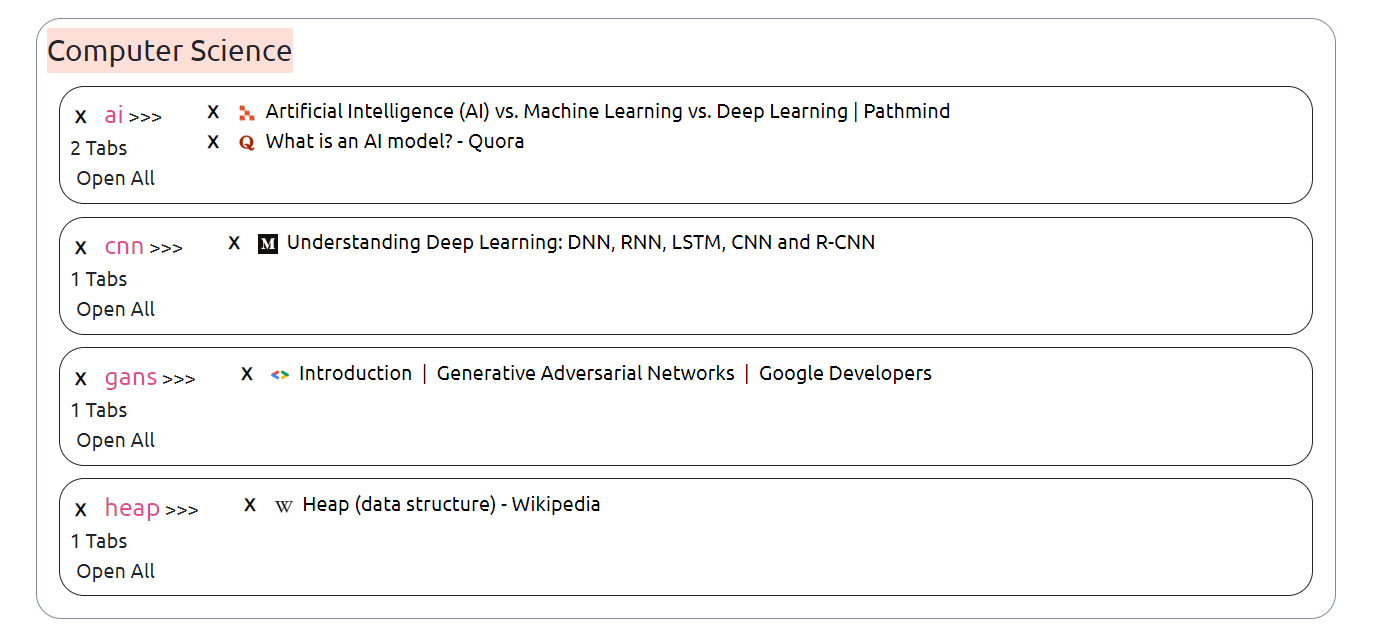 Computer Science
X ai >>>
2 Tabs
Open All
X Artificial Intelligence (AI) vs. Machine Learning vs. Deep Learning | Pathmind
X Q What is an AI model? - Quora
X cnn >>>
1 Tabs
Open All
X M Understanding Deep Learning: DNN, RNN, LSTM, CNN and R-CNN
X gans >>>
1 Tabs
Open All
X <> Introduction | Generative Adversarial Networks | Google Developers
X heap >>>
1 Tabs
Open All
X W Heap (data structure) - Wikipedia